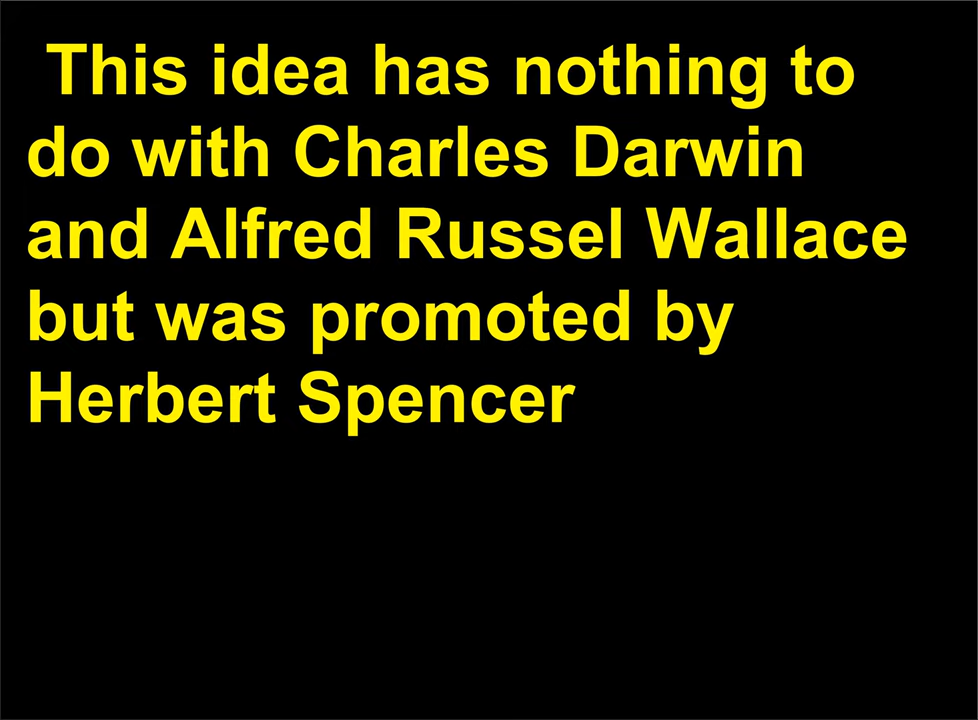 This idea has nothing to
do with Charles Darwin
and Alfred Russel Wallace
but was promoted by
Herbert Spencer